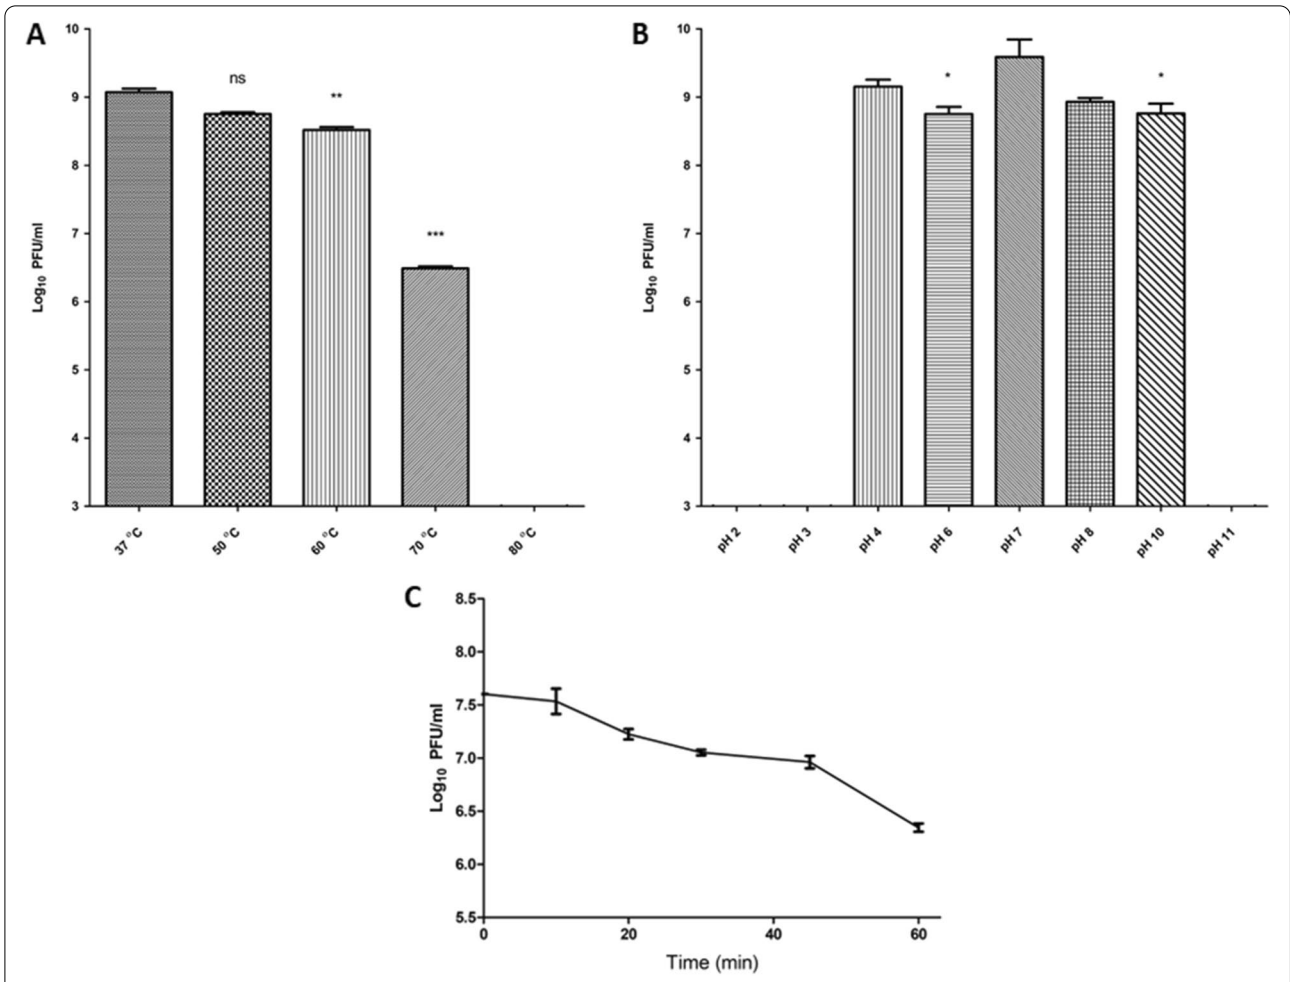 A
10
9
8
7
6
5
4
3
Log10 PFU/ml
ns
**
***
37 °C
50 °C
60 °C
70 °C
80 °C
B
10
9
8
7
6
5
4
3
Log10 PFU/ml
*
*
pH 2
pH 3
pH 4
pH 6
pH 7
pH 8
pH 10
pH 11
C
8.5
8.0
7.5
7.0
6.5
6.0
5.5
Log10 PFU/ml
0
20
40
60
Time (min)